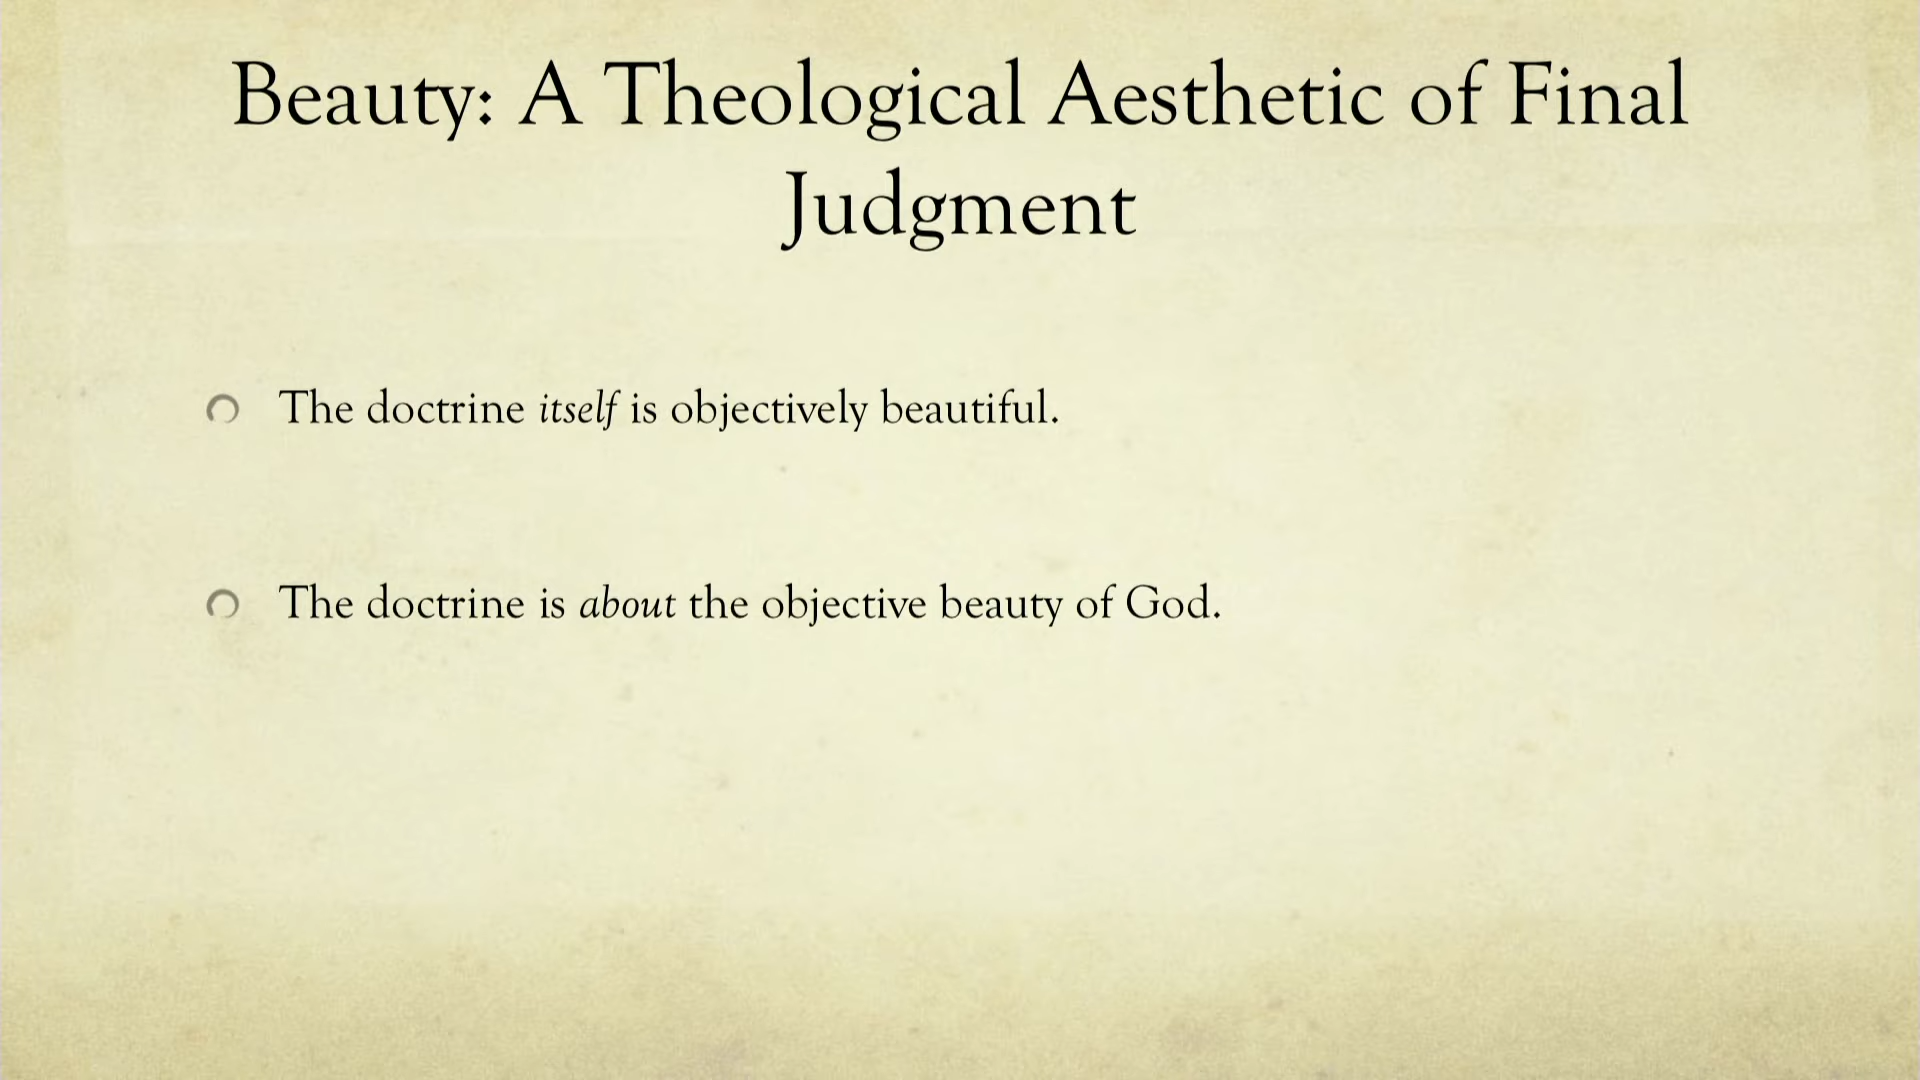 Beauty: A Theological Aesthetic of Final
Judgment
The doctrine itself is objectively beautiful.
The doctrine is about the objective beauty of God.